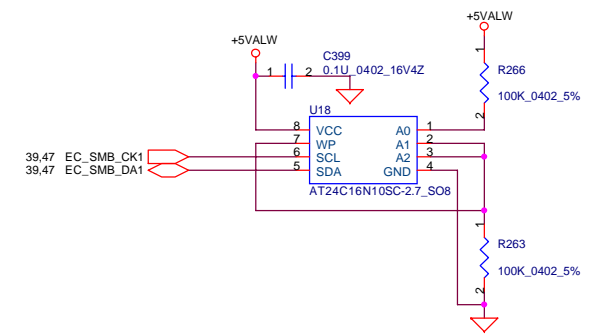 +5VALW
+5VALW
C399
1 2 0.1U_0402_16V4Z
1
R266
100K_0402_5%
2
U18
8 VCC A0 1
7 WP A1 2
39,47 EC_SMB_CK1 6 SCL A2 3
39,47 EC_SMB_DA1 5 SDA GND 4
AT24C16N10SC-2.7_SO8
1
R263
100K_0402_5%
2